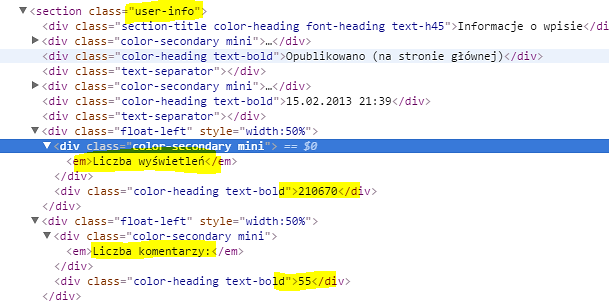 ▼<section class="user-info">
<div class="section-title color-heading font-heading text-h45">Informacje o wpisie</div>
▶<div class="color-secondary mini">…</div>
<div class="color-heading text-bold">Opublikowano (na stronie głównej)</div>
<div class="text-separator"></div>
▶<div class="color-secondary mini">…</div>
<div class="color-heading text-bold">15.02.2013 21:39</div>
<div class="text-separator"></div>
▼<div class="float-left" style="width:50%">
▼<div class="color-secondary mini"> == $0
<em>Liczba wyświetleń</em>
</div>
<div class="color-heading text-bold">210670</div>
</div>
▼<div class="float-left" style="width:50%">
▼<div class="color-secondary mini">
<em>Liczba komentarzy:</em>
</div>
<div class="color-heading text-bold">55</div>
</div>